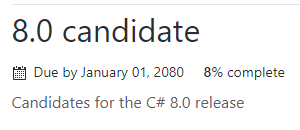 8.0 candidate
Due by January 01, 2080 8% complete
Candidates for the C# 8.0 release